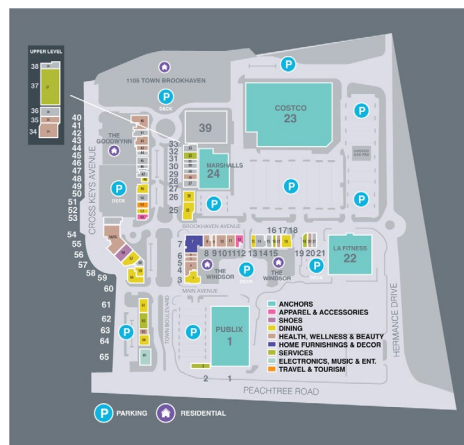 UPPER LEVEL
38
37
36
35
34
1105 TOWN BROOKHAVEN
P
DECK
P
COSTCO
23
P
40
41
42
43
44
45
46
47
48
49
50
51
52
53
THE
GOODWYNN
P
DECK
CROSS KEYS AVENUE
39
33
32
31
30
29
28
27
26
25
MARSHALLS
24
P
P
P
BROOKHAVEN AVENUE
54
55
56
57
58
59
60
7
6
5
4
3
8
9 10 11 12
13
14 15
16
17 18
19 20 21
THE
WINDSOR
P
DECK
THE
WINDSOR
P
LA FITNESS
22
MAIN AVENUE
HERMANCE DRIVE
61
62
63
64
65
P
TOWN BOULEVARD
P
PUBLIX
1
2
1
ANCHORS
APPAREL & ACCESSORIES
SHOES
DINING
HEALTH, WELLNESS & BEAUTY
HOME FURNISHINGS & DECOR
SERVICES
ELECTRONICS, MUSIC & ENT.
TRAVEL & TOURISM
PEACHTREE ROAD
P PARKING
RESIDENTIAL